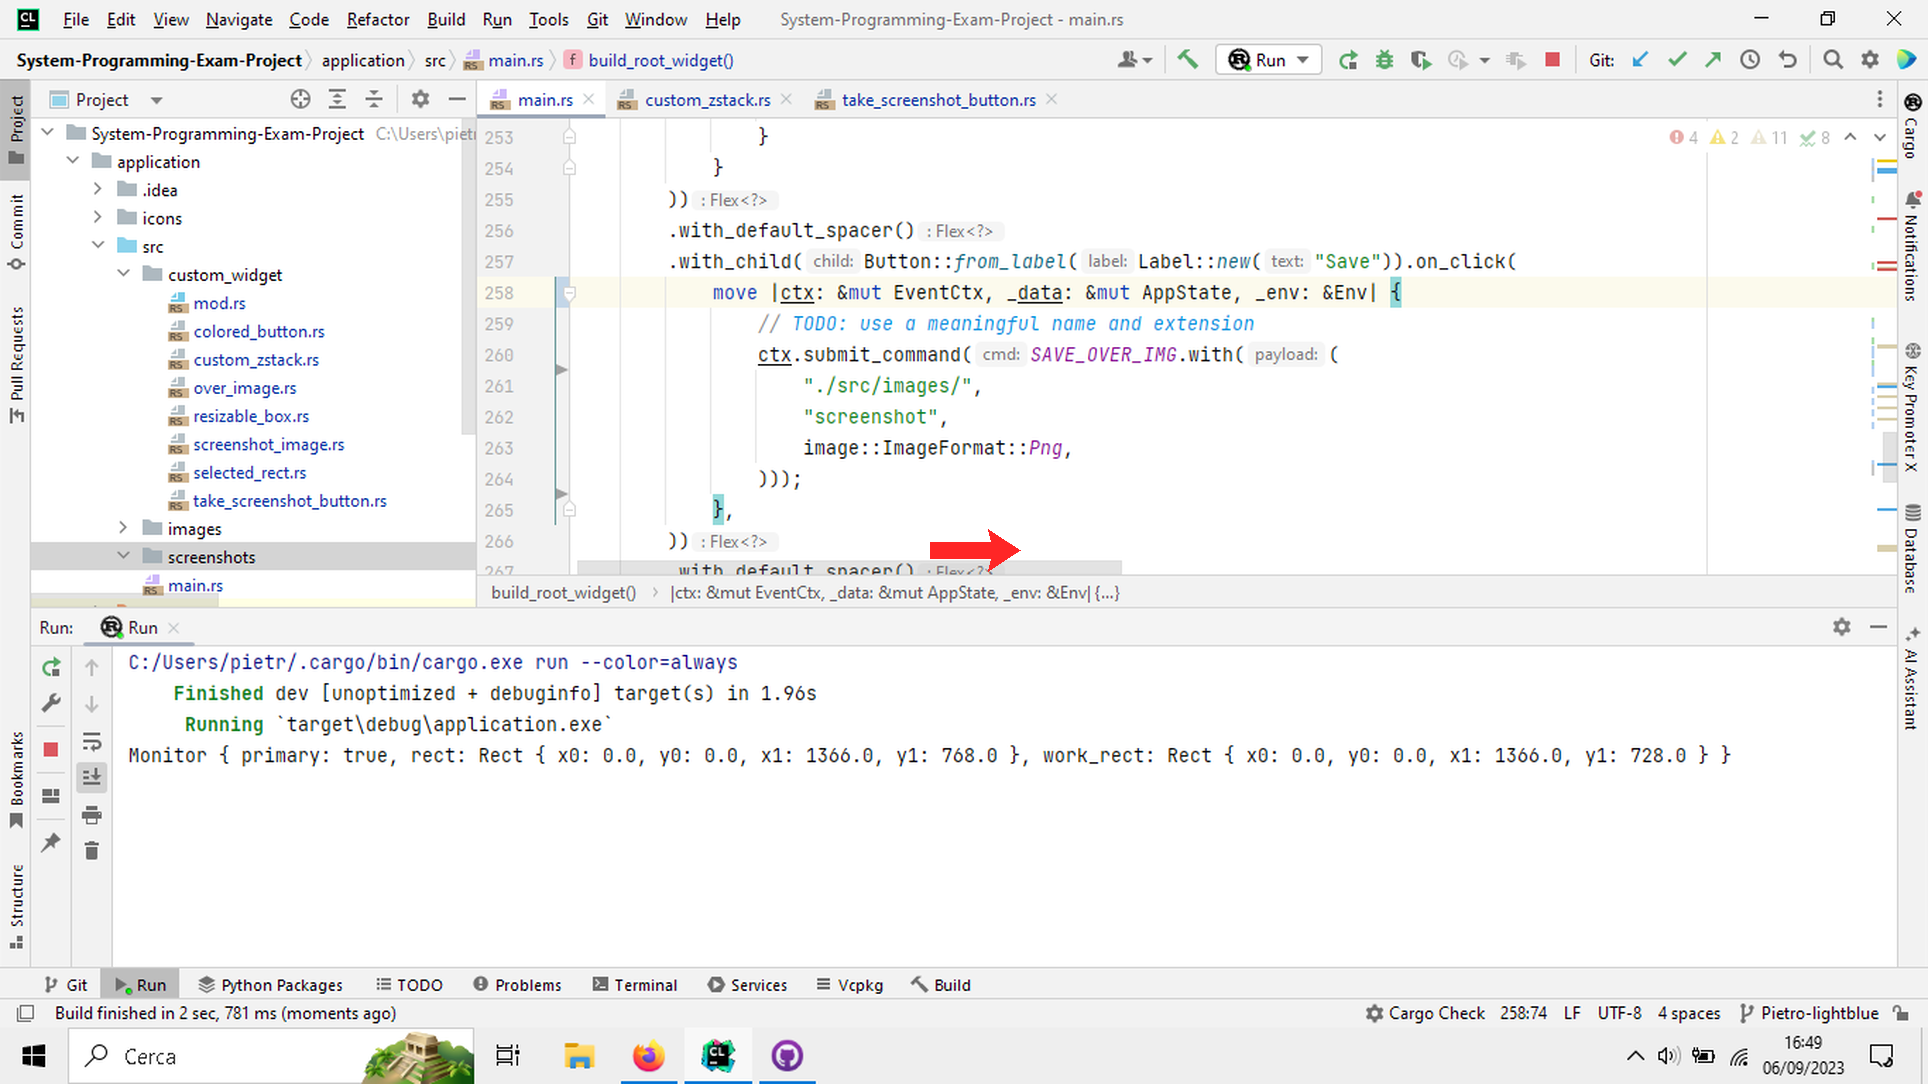 CL File Edit View Navigate Code Refactor Build Run Tools Git Window Help System-Programming-Exam-Project - main.rs
System-Programming-Exam-Project application src main.rs f build_root_widget() Run Git:
Project
main.rs custom_zstack.rs take_screenshot_button.rs
System-Programming-Exam-Project C:\Users\pietr
application
.idea
icons
src
custom_widget
mod.rs
colored_button.rs
custom_zstack.rs
over_image.rs
resizable_box.rs
screenshot_image.rs
selected_rect.rs
take_screenshot_button.rs
images
screenshots
main.rs
4 2 11 8
253 }
254 }
255 )) : Flex<?>
256 .with_default_spacer() : Flex<?>
257 .with_child( child: Button::from_label( label: Label::new( text: "Save")).on_click(
258 move |ctx: &mut EventCtx, _data: &mut AppState, _env: &Env| {
259 // TODO: use a meaningful name and extension
260 ctx.submit_command( cmd: SAVE_OVER_IMG.with( payload: (
261 "./src/images/",
262 "screenshot",
263 image::ImageFormat::Png,
264 )));
265 },
266 )) : Flex<?>
267 .with_default_spacer() : Flex<?>
build_root_widget() |ctx: &mut EventCtx, _data: &mut AppState, _env: &Env| {...}
Project
Commit
Pull Requests
Bookmarks
Structure
Cargo
Notifications
Key Promoter X
Database
AI Assistant
Run: Run
C:/Users/pietr/.cargo/bin/cargo.exe run --color=always
Finished dev [unoptimized + debuginfo] target(s) in 1.96s
Running `target\debug\application.exe`
Monitor { primary: true, rect: Rect { x0: 0.0, y0: 0.0, x1: 1366.0, y1: 768.0 }, work_rect: Rect { x0: 0.0, y0: 0.0, x1: 1366.0, y1: 728.0 } }
Git Run Python Packages TODO Problems Terminal Services Vcpkg Build
Build finished in 2 sec, 781 ms (moments ago) Cargo Check 258:74 LF UTF-8 4 spaces Pietro-lightblue
Cerca
CL
16:49
06/09/2023